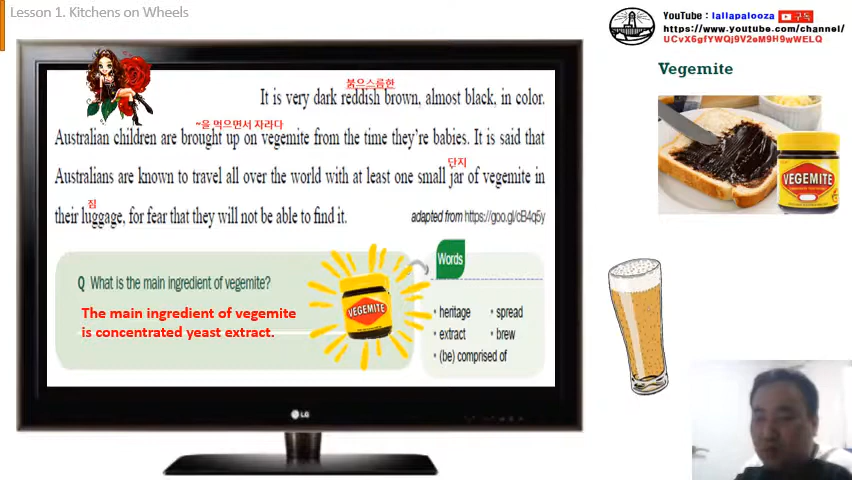 Lesson 1. Kitchens on Wheels
YouTube : lallapalooza 구독
https://www.youtube.com/channel/
UCvX6gfYWQj9V2eM9H9wWELQ
Vegemite
붉으스름한
It is very dark reddish brown, almost black, in color.
~을 먹으면서 자라다
Australian children are brought up on vegemite from the time they're babies. It is said that
단지
Australians are known to travel all over the world with at least one small jar of vegemite in
짐
their luggage, for fear that they will not be able to find it.
adapted from https://goo.gl/cB4q5y
Q What is the main ingredient of vegemite?
The main ingredient of vegemite
is concentrated yeast extract.
VEGEMITE
Words
• heritage • spread
• extract • brew
• (be) comprised of
VEGEMITE
LG